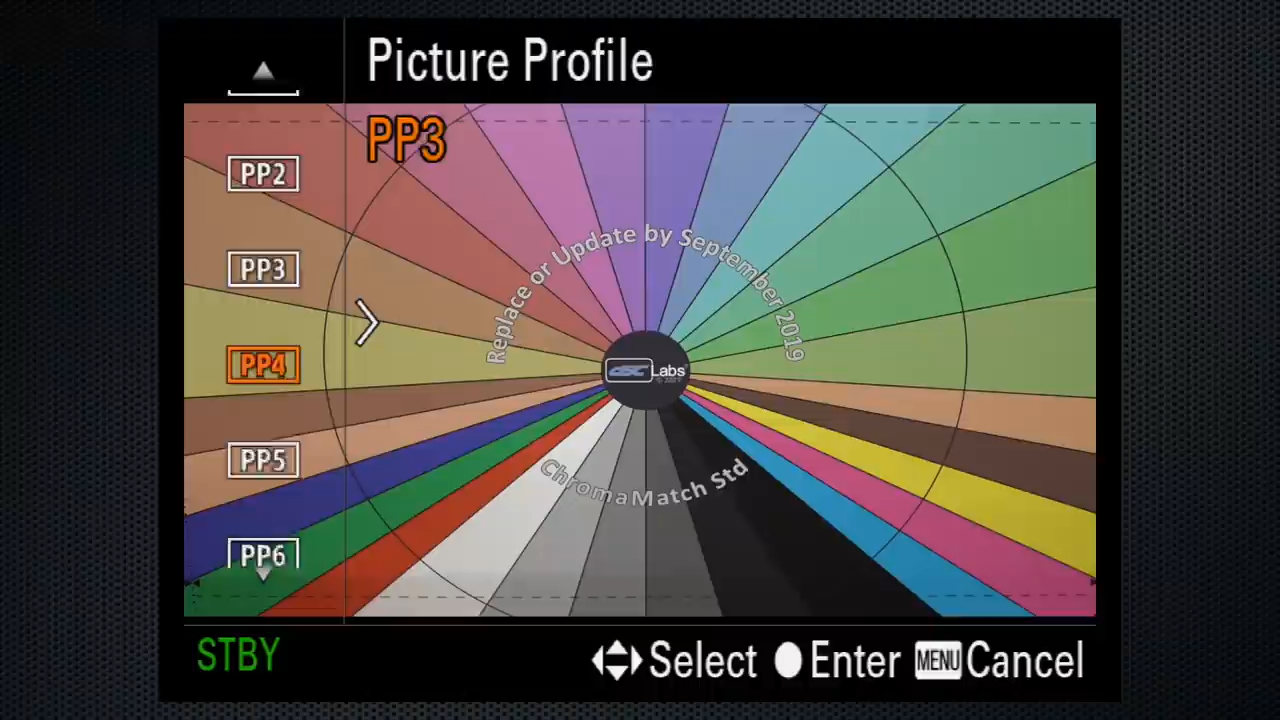 Picture Profile
PP3
PP2
PP3
PP4
PP5
PP6
Replace or Update by September 2019
Labs
ChromaMatch Std
STBY
Select Enter MENU Cancel